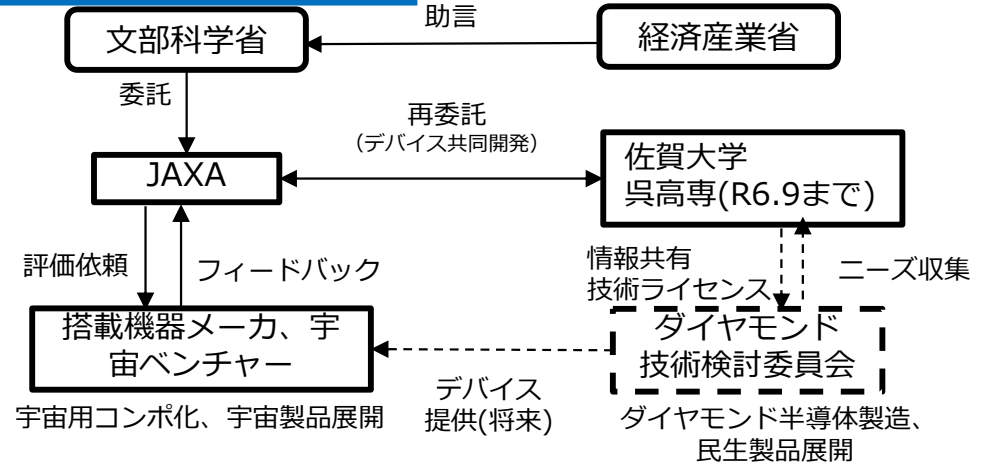 助言
文部科学省
経済産業省
委託
再委託
（デバイス共同開発）
JAXA
佐賀大学
呉高専(R6.9まで)
評価依頼
フィードバック
情報共有
技術ライセンス
ニーズ収集
搭載機器メーカ、宇
宙ベンチャー
ダイヤモンド
技術検討委員会
デバイス
提供(将来)
宇宙用コンポ化、宇宙製品展開
ダイヤモンド半導体製造、
民生製品展開